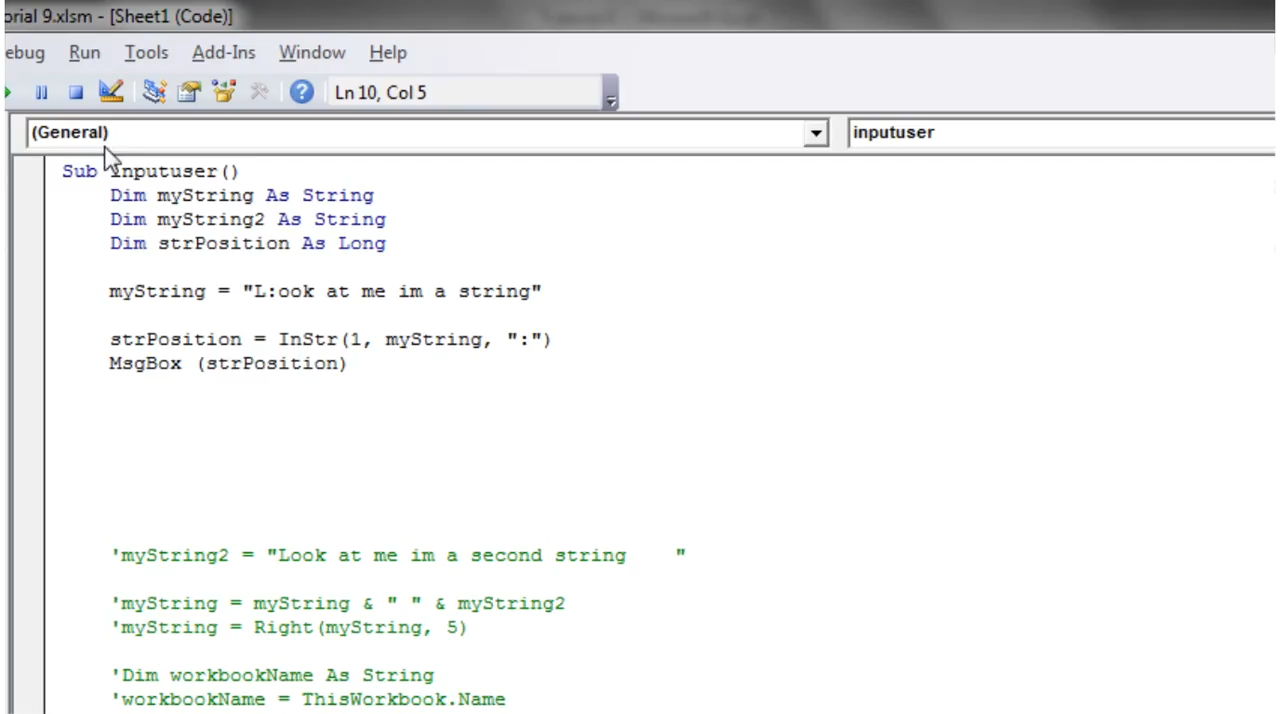 orial 9.xlsm - [Sheet1 (Code)]
ebug Run Tools Add-Ins Window Help
Ln 10, Col 5
(General) inputuser
Sub inputuser()
Dim myString As String
Dim myString2 As String
Dim strPosition As Long
myString = "L:ook at me im a string"
strPosition = InStr(1, myString, ":")
MsgBox (strPosition)
'myString2 = "Look at me im a second string    "
'myString = myString & " " & myString2
'myString = Right(myString, 5)
'Dim workbookName As String
'workbookName = ThisWorkbook.Name